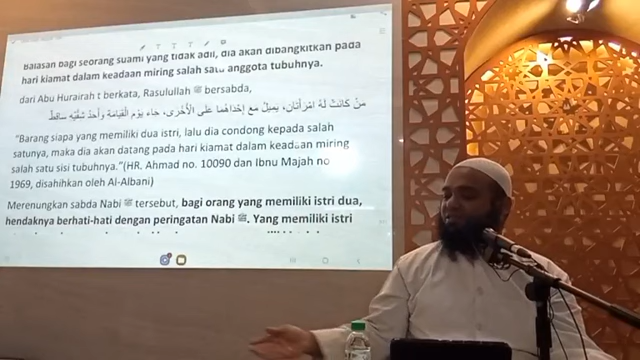 Balasan bagi seorang suami yang tidak adil, dia akan dibangkitkan pada
hari kiamat dalam keadaan miring salah satu anggota tubuhnya.
dari Abu Hurairah t berkata, Rasulullah ﷺ bersabda,
مَنْ كَانَتْ لَهُ امْرَأَتَانِ، يَمِيلُ مَعَ إِحْدَاهُمَا عَلَى الْأُخْرَى، جَاءَ يَوْمَ الْقِيَامَةِ وَأَحَدُ شِقَّيْهِ سَاقِطٌ
“Barang siapa yang memiliki dua istri, lalu dia condong kepada salah
satunya, maka dia akan datang pada hari kiamat dalam keadaan miring
salah satu sisi tubuhnya.”(HR. Ahmad no. 10090 dan Ibnu Majah no
1969, disahihkan oleh Al-Albani)
Merenungkan sabda Nabi ﷺ tersebut, bagi orang yang memiliki istri dua,
hendaknya berhati-hati dengan peringatan Nabi ﷺ. Yang memiliki istri